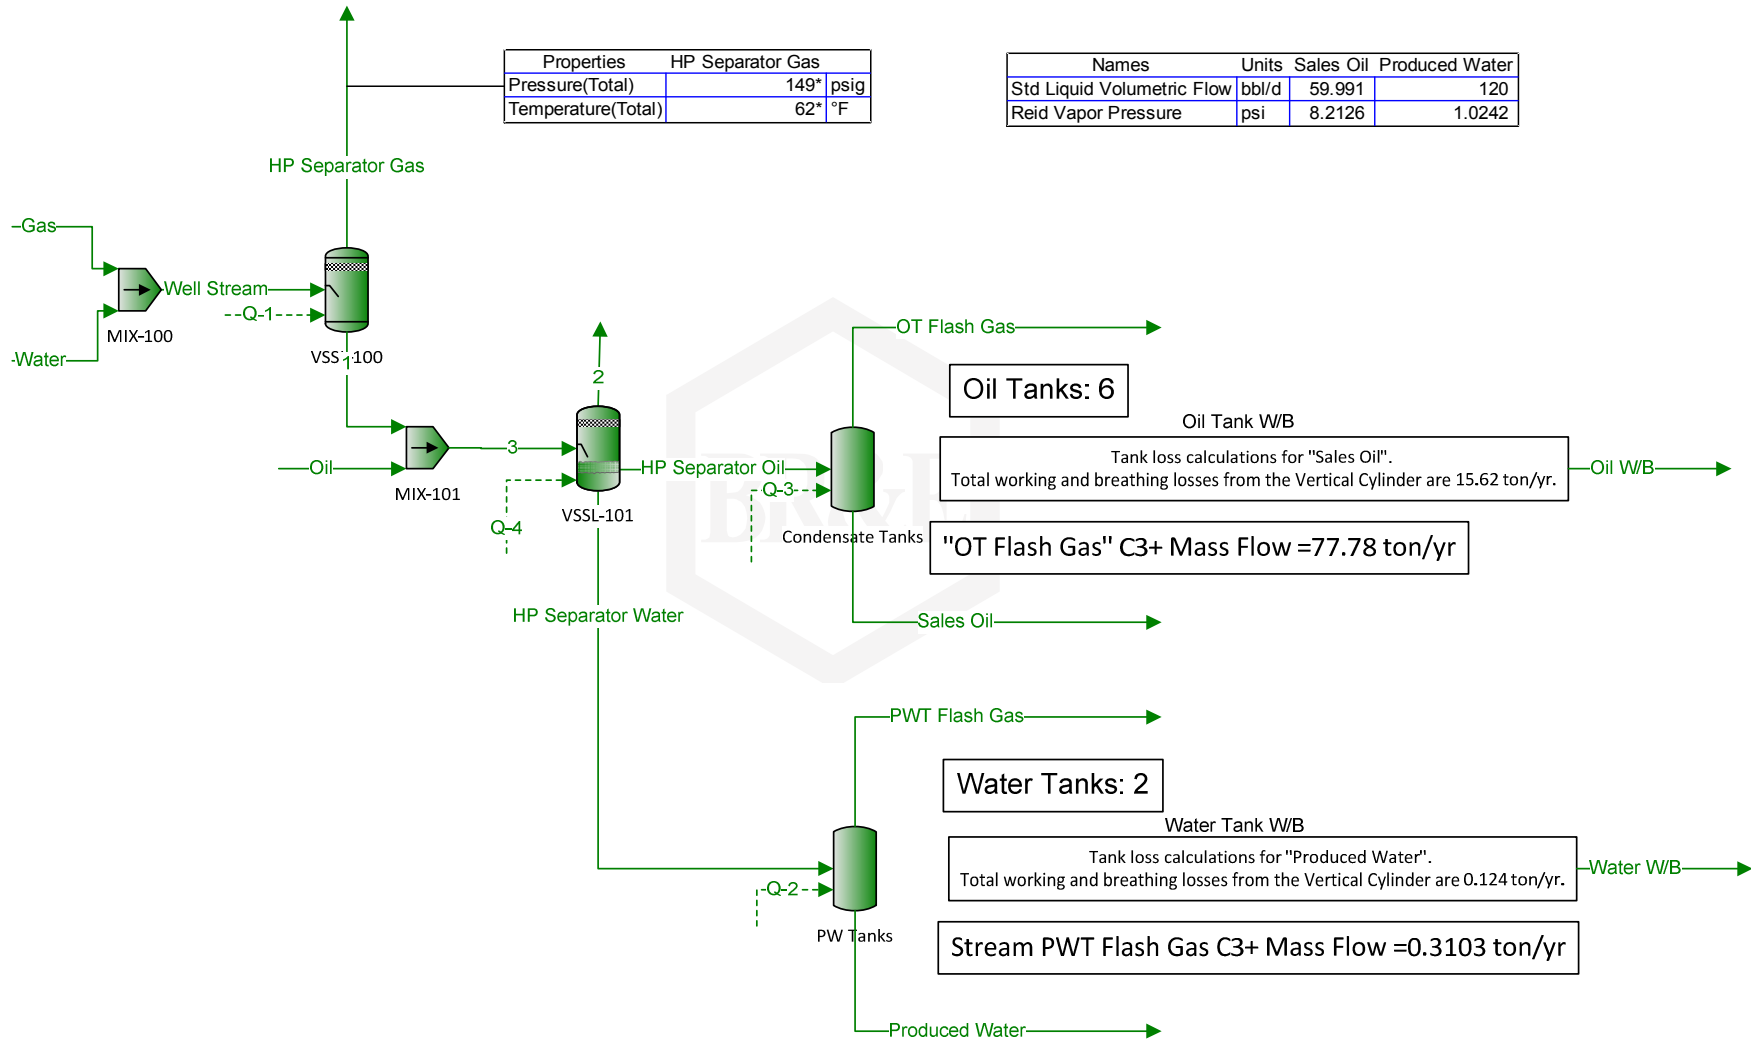 Properties HP Separator Gas
Pressure(Total) 149* psig
Temperature(Total) 62* °F
Names Units Sales Oil Produced Water
Std Liquid Volumetric Flow bbl/d 59.991 120
Reid Vapor Pressure psi 8.2126 1.0242
HP Separator Gas
Gas
Well Stream
Q-1
MIX-100
Water
VSSL-100
1
OT Flash Gas
2
Oil Tanks: 6
Oil Tank W/B
3
Oil
MIX-101
HP Separator Oil
Q-3
Q-4
VSSL-101
Condensate Tanks
Tank loss calculations for "Sales Oil".
Total working and breathing losses from the Vertical Cylinder are 15.62 ton/yr.
Oil W/B
"OT Flash Gas" C3+ Mass Flow =77.78 ton/yr
BR&E
HP Separator Water
Sales Oil
PWT Flash Gas
Water Tanks: 2
Water Tank W/B
Tank loss calculations for "Produced Water".
Total working and breathing losses from the Vertical Cylinder are 0.124 ton/yr.
Water W/B
Q-2
PW Tanks
Stream PWT Flash Gas C3+ Mass Flow =0.3103 ton/yr
Produced Water